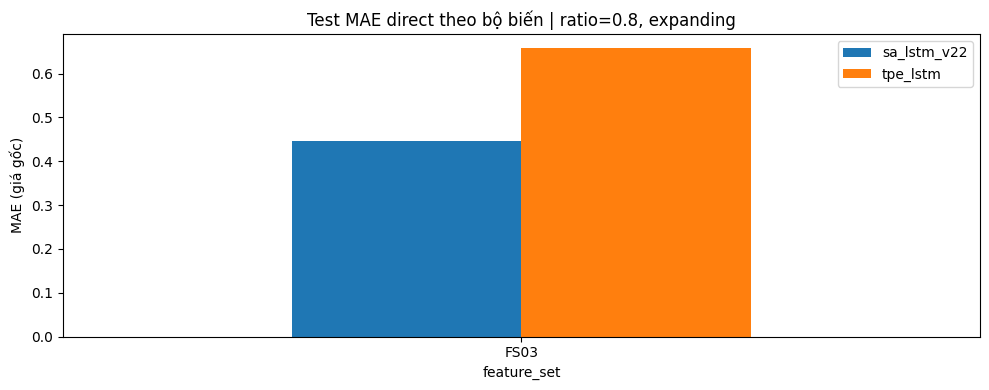 Test MAE direct theo bộ biến | ratio=0.8, expanding
sa_lstm_v22
tpe_lstm
MAE (giá gốc)
0.6
0.5
0.4
0.3
0.2
0.1
0.0
FS03
feature_set